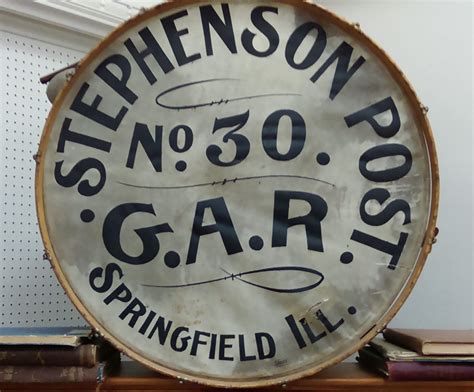 .STEPHENSON POST.
No. 30.
G.A.R
SPRINGFIELD ILL.